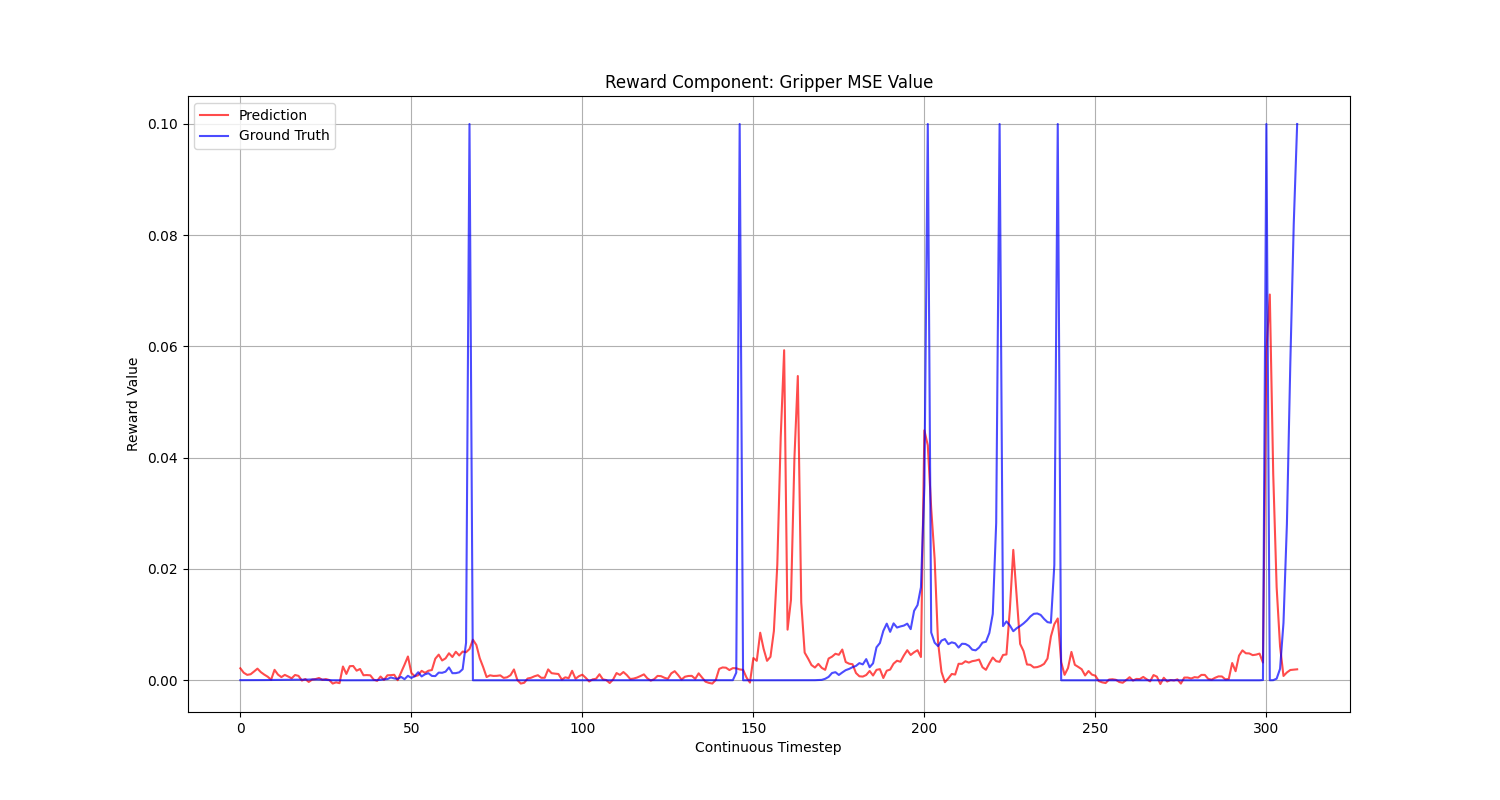 Reward Component: Gripper MSE Value
Prediction
Ground Truth
0.10
0.08
0.06
0.04
0.02
0.00
Reward Value
0 50 100 150 200 250 300
Continuous Timestep